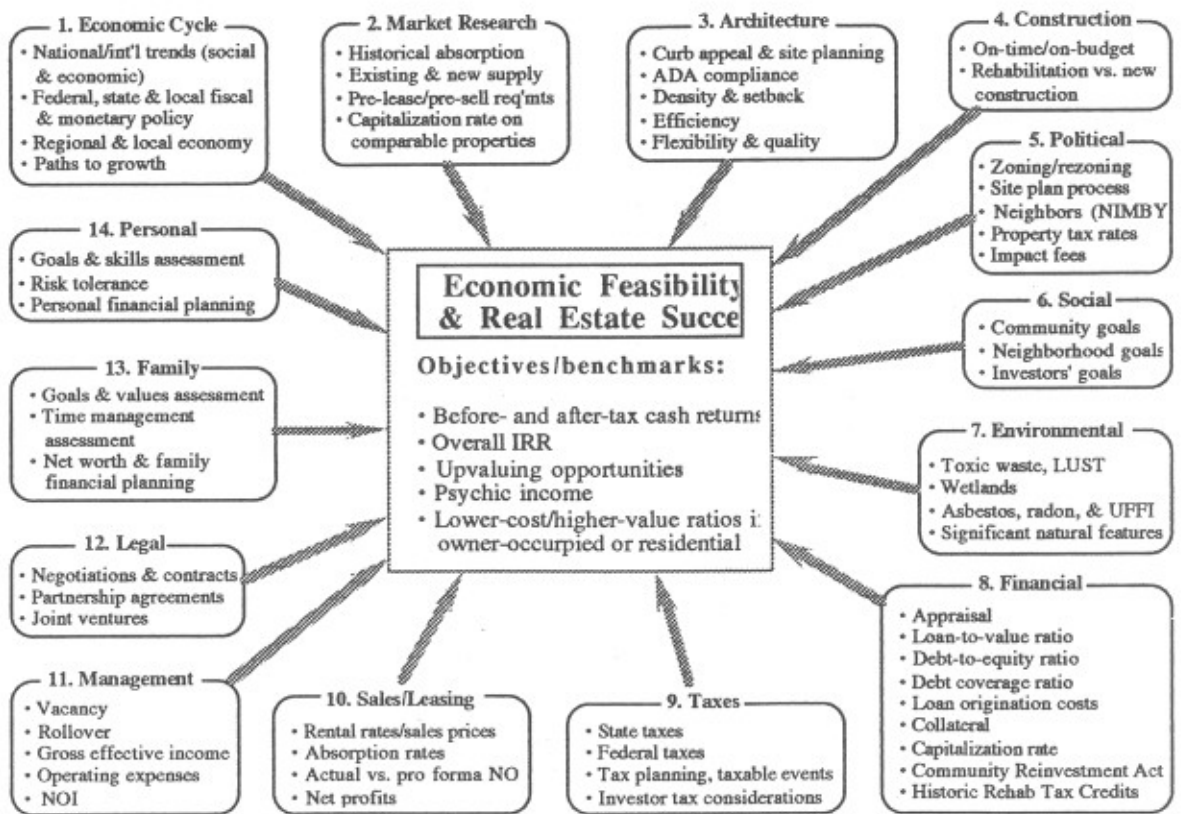 1. Economic Cycle
• National/int'l trends (social
& economic)
• Federal, state & local fiscal
& monetary policy
• Regional & local economy
• Paths to growth
2. Market Research
• Historical absorption
• Existing & new supply
• Pre-lease/pre-sell req'mts
• Capitalization rate on
comparable properties
3. Architecture
• Curb appeal & site planning
• ADA compliance
• Density & setback
• Efficiency
• Flexibility & quality
4. Construction
• On-time/on-budget
• Rehabilitation vs. new
construction
5. Political
• Zoning/rezoning
• Site plan process
• Neighbors (NIMBY
• Property tax rates
• Impact fees
6. Social
• Community goals
• Neighborhood goals
• Investors' goals
7. Environmental
• Toxic waste, LUST
• Wetlands
• Asbestos, radon, & UFFI
• Significant natural features
8. Financial
• Appraisal
• Loan-to-value ratio
• Debt-to-equity ratio
• Debt coverage ratio
• Loan origination costs
• Collateral
• Capitalization rate
• Community Reinvestment Act
• Historic Rehab Tax Credits
9. Taxes
• State taxes
• Federal taxes
• Tax planning, taxable events
• Investor tax considerations
10. Sales/Leasing
• Rental rates/sales prices
• Absorption rates
• Actual vs. pro forma NO
• Net profits
11. Management
• Vacancy
• Rollover
• Gross effective income
• Operating expenses
• NOI
12. Legal
• Negotiations & contracts
• Partnership agreements
• Joint ventures
13. Family
• Goals & values assessment
• Time management
assessment
• Net worth & family
financial planning
14. Personal
• Goals & skills assessment
• Risk tolerance
• Personal financial planning
Economic Feasibility
& Real Estate Succe
Objectives/benchmarks:
• Before- and after-tax cash returns
• Overall IRR
• Upvaluing opportunities
• Psychic income
• Lower-cost/higher-value ratios i
owner-occurpied or residential